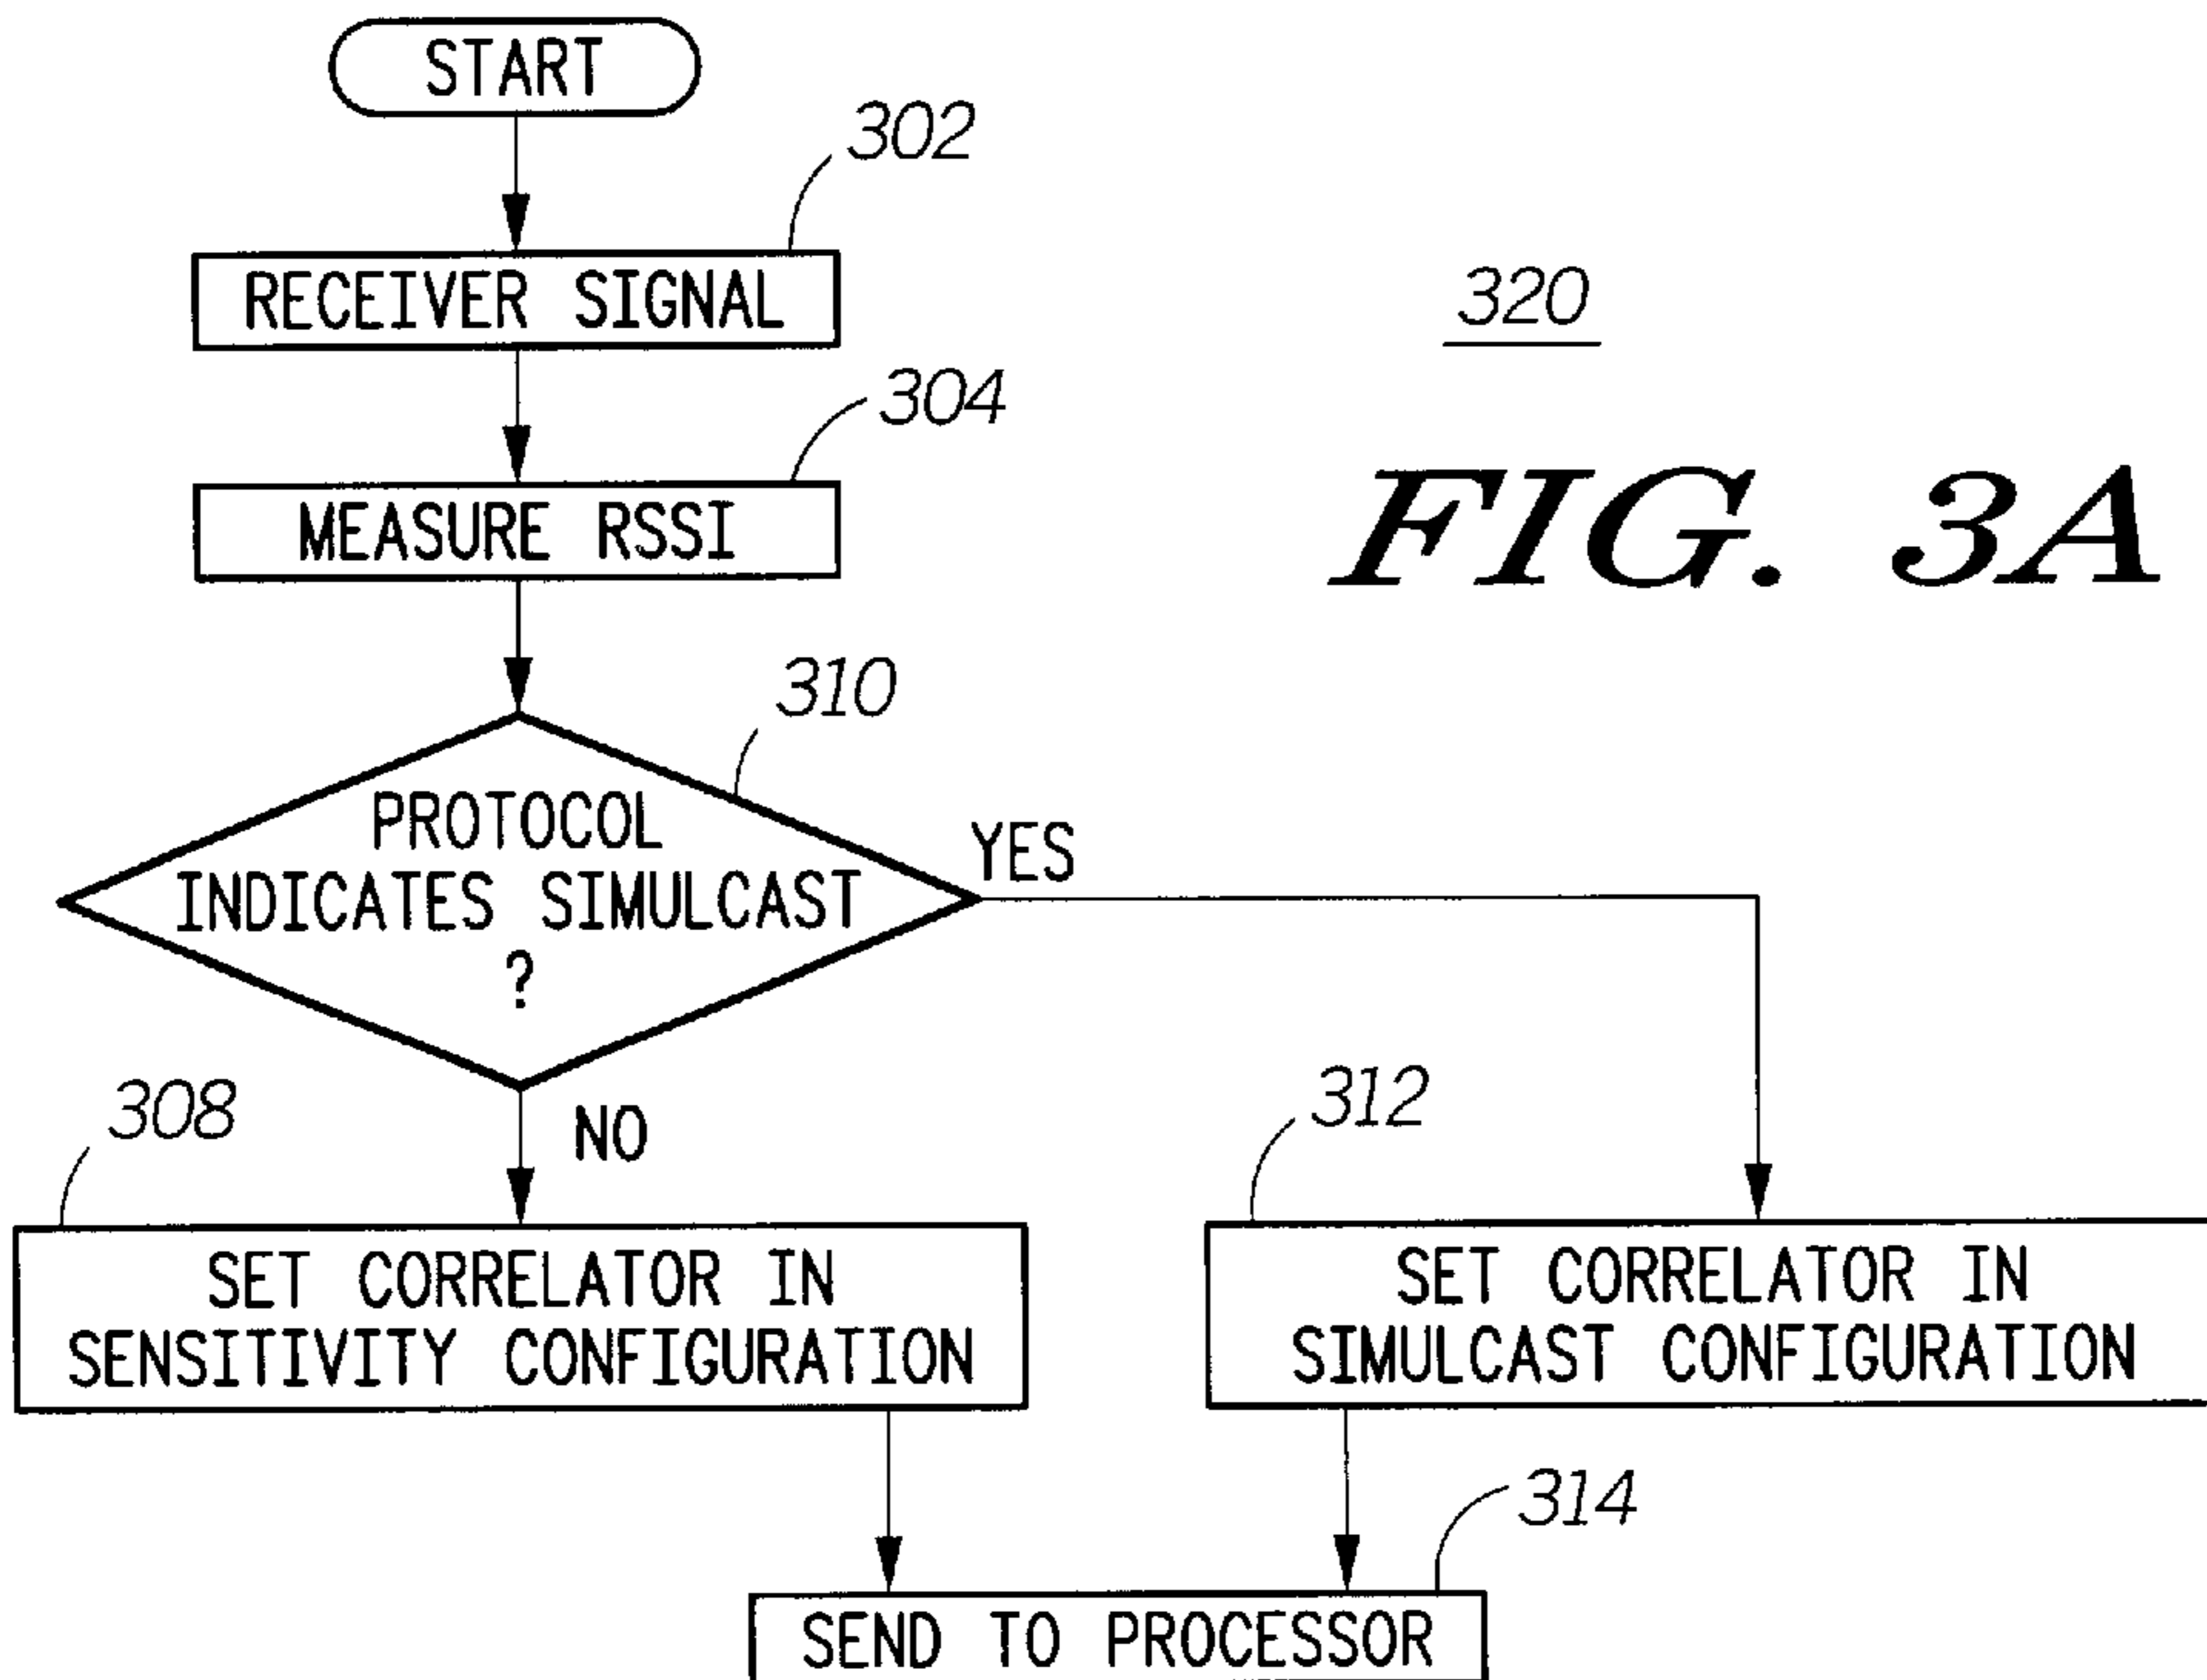 START
302
RECEIVER SIGNAL
320
304
MEASURE RSSI
FIG. 3A
310
PROTOCOL
INDICATES SIMULCAST
?
YES
NO
308
SET CORRELATOR IN
SENSITIVITY CONFIGURATION
312
SET CORRELATOR IN
SIMULCAST CONFIGURATION
314
SEND TO PROCESSOR